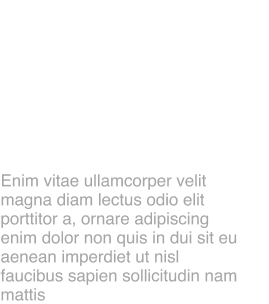 Enim vitae ullamcorper velit
magna diam lectus odio elit
porttitor a, ornare adipiscing
enim dolor non quis in dui sit eu
aenean imperdiet ut nisl
faucibus sapien sollicitudin nam
mattis